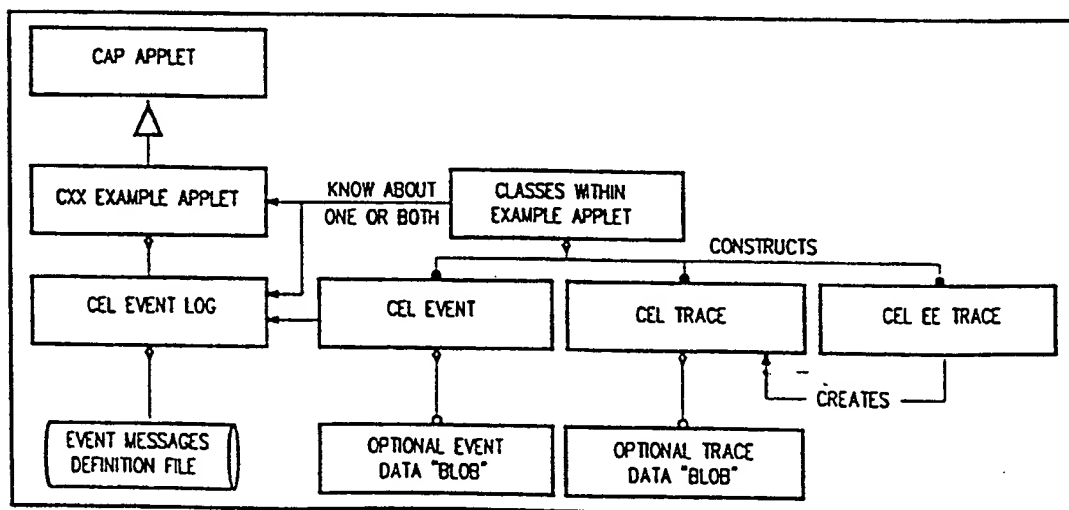 CAP APPLET
CXX EXAMPLE APPLET
KNOW ABOUT
ONE OR BOTH
CLASSES WITHIN
EXAMPLE APPLET
CONSTRUCTS
CEL EVENT LOG
CEL EVENT
CEL TRACE
CEL EE TRACE
CREATES
EVENT MESSAGES
DEFINITION FILE
OPTIONAL EVENT
DATA "BLOB"
OPTIONAL TRACE
DATA "BLOB"